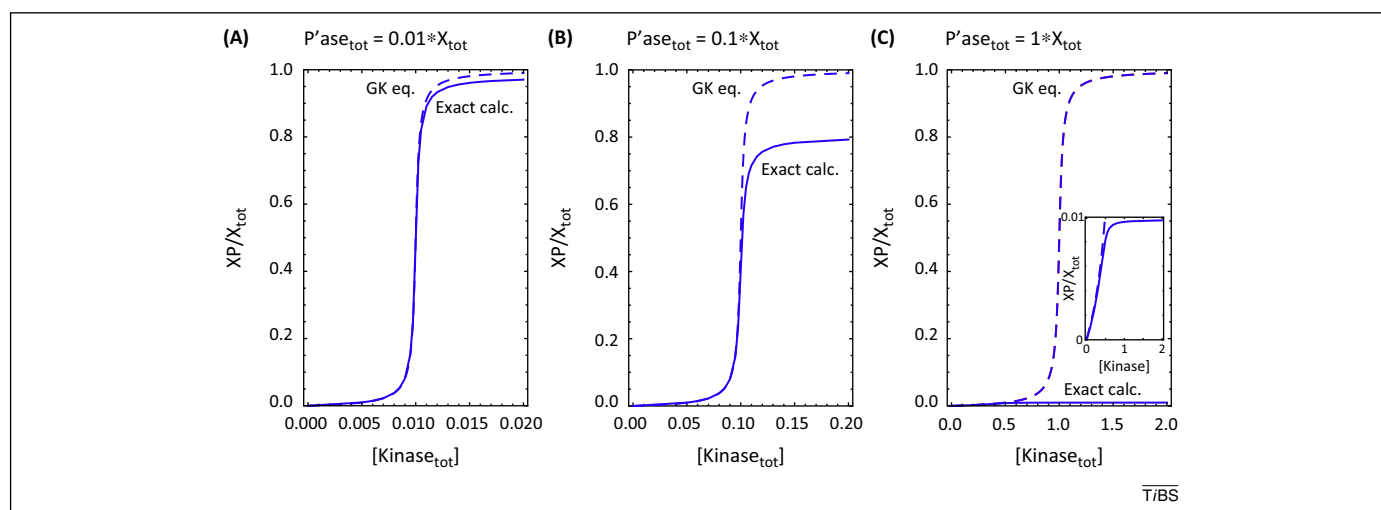 (A) P'ase_tot = 0.01*X_tot
1.0
0.8
0.6
0.4
0.2
0.0
XP/X_tot
GK eq.
Exact calc.
0.00 0.005 0.010 0.015 0.020
[Kinase_tot]
(B) P'ase_tot = 0.1*X_tot
1.0
0.8
0.6
0.4
0.2
0.0
XP/X_tot
GK eq.
Exact calc.
0.00 0.05 0.10 0.15 0.20
[Kinase_tot]
(C) P'ase_tot = 1*X_tot
1.0
0.8
0.6
0.4
0.2
0.0
XP/X_tot
GK eq.
0.01
0
XP/X_tot
0 1 2
[Kinase]
Exact calc.
0.0 0.5 1.0 1.5 2.0
[Kinase_tot]
TiBS